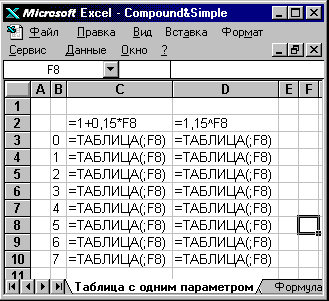 Microsoft Excel - Compound&Simple
Файл Правка Вид Вставка Формат
Сервис Данные Окно ?
F8
A B C D E F
1
2 =1+0,15*F8 =1,15^F8
3 0 =ТАБЛИЦА(;F8) =ТАБЛИЦА(;F8)
4 1 =ТАБЛИЦА(;F8) =ТАБЛИЦА(;F8)
5 2 =ТАБЛИЦА(;F8) =ТАБЛИЦА(;F8)
6 3 =ТАБЛИЦА(;F8) =ТАБЛИЦА(;F8)
7 4 =ТАБЛИЦА(;F8) =ТАБЛИЦА(;F8)
8 5 =ТАБЛИЦА(;F8) =ТАБЛИЦА(;F8)
9 6 =ТАБЛИЦА(;F8) =ТАБЛИЦА(;F8)
10 7 =ТАБЛИЦА(;F8) =ТАБЛИЦА(;F8)
11
Таблица с одним параметром Формула